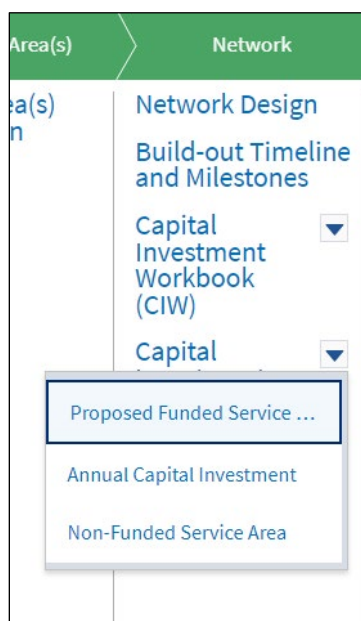 Area(s)
Network
ea(s)
n
Network Design
Build-out Timeline
and Milestones
Capital
Investment
Workbook
(CIW)
Capital
Proposed Funded Service ...
Annual Capital Investment
Non-Funded Service Area